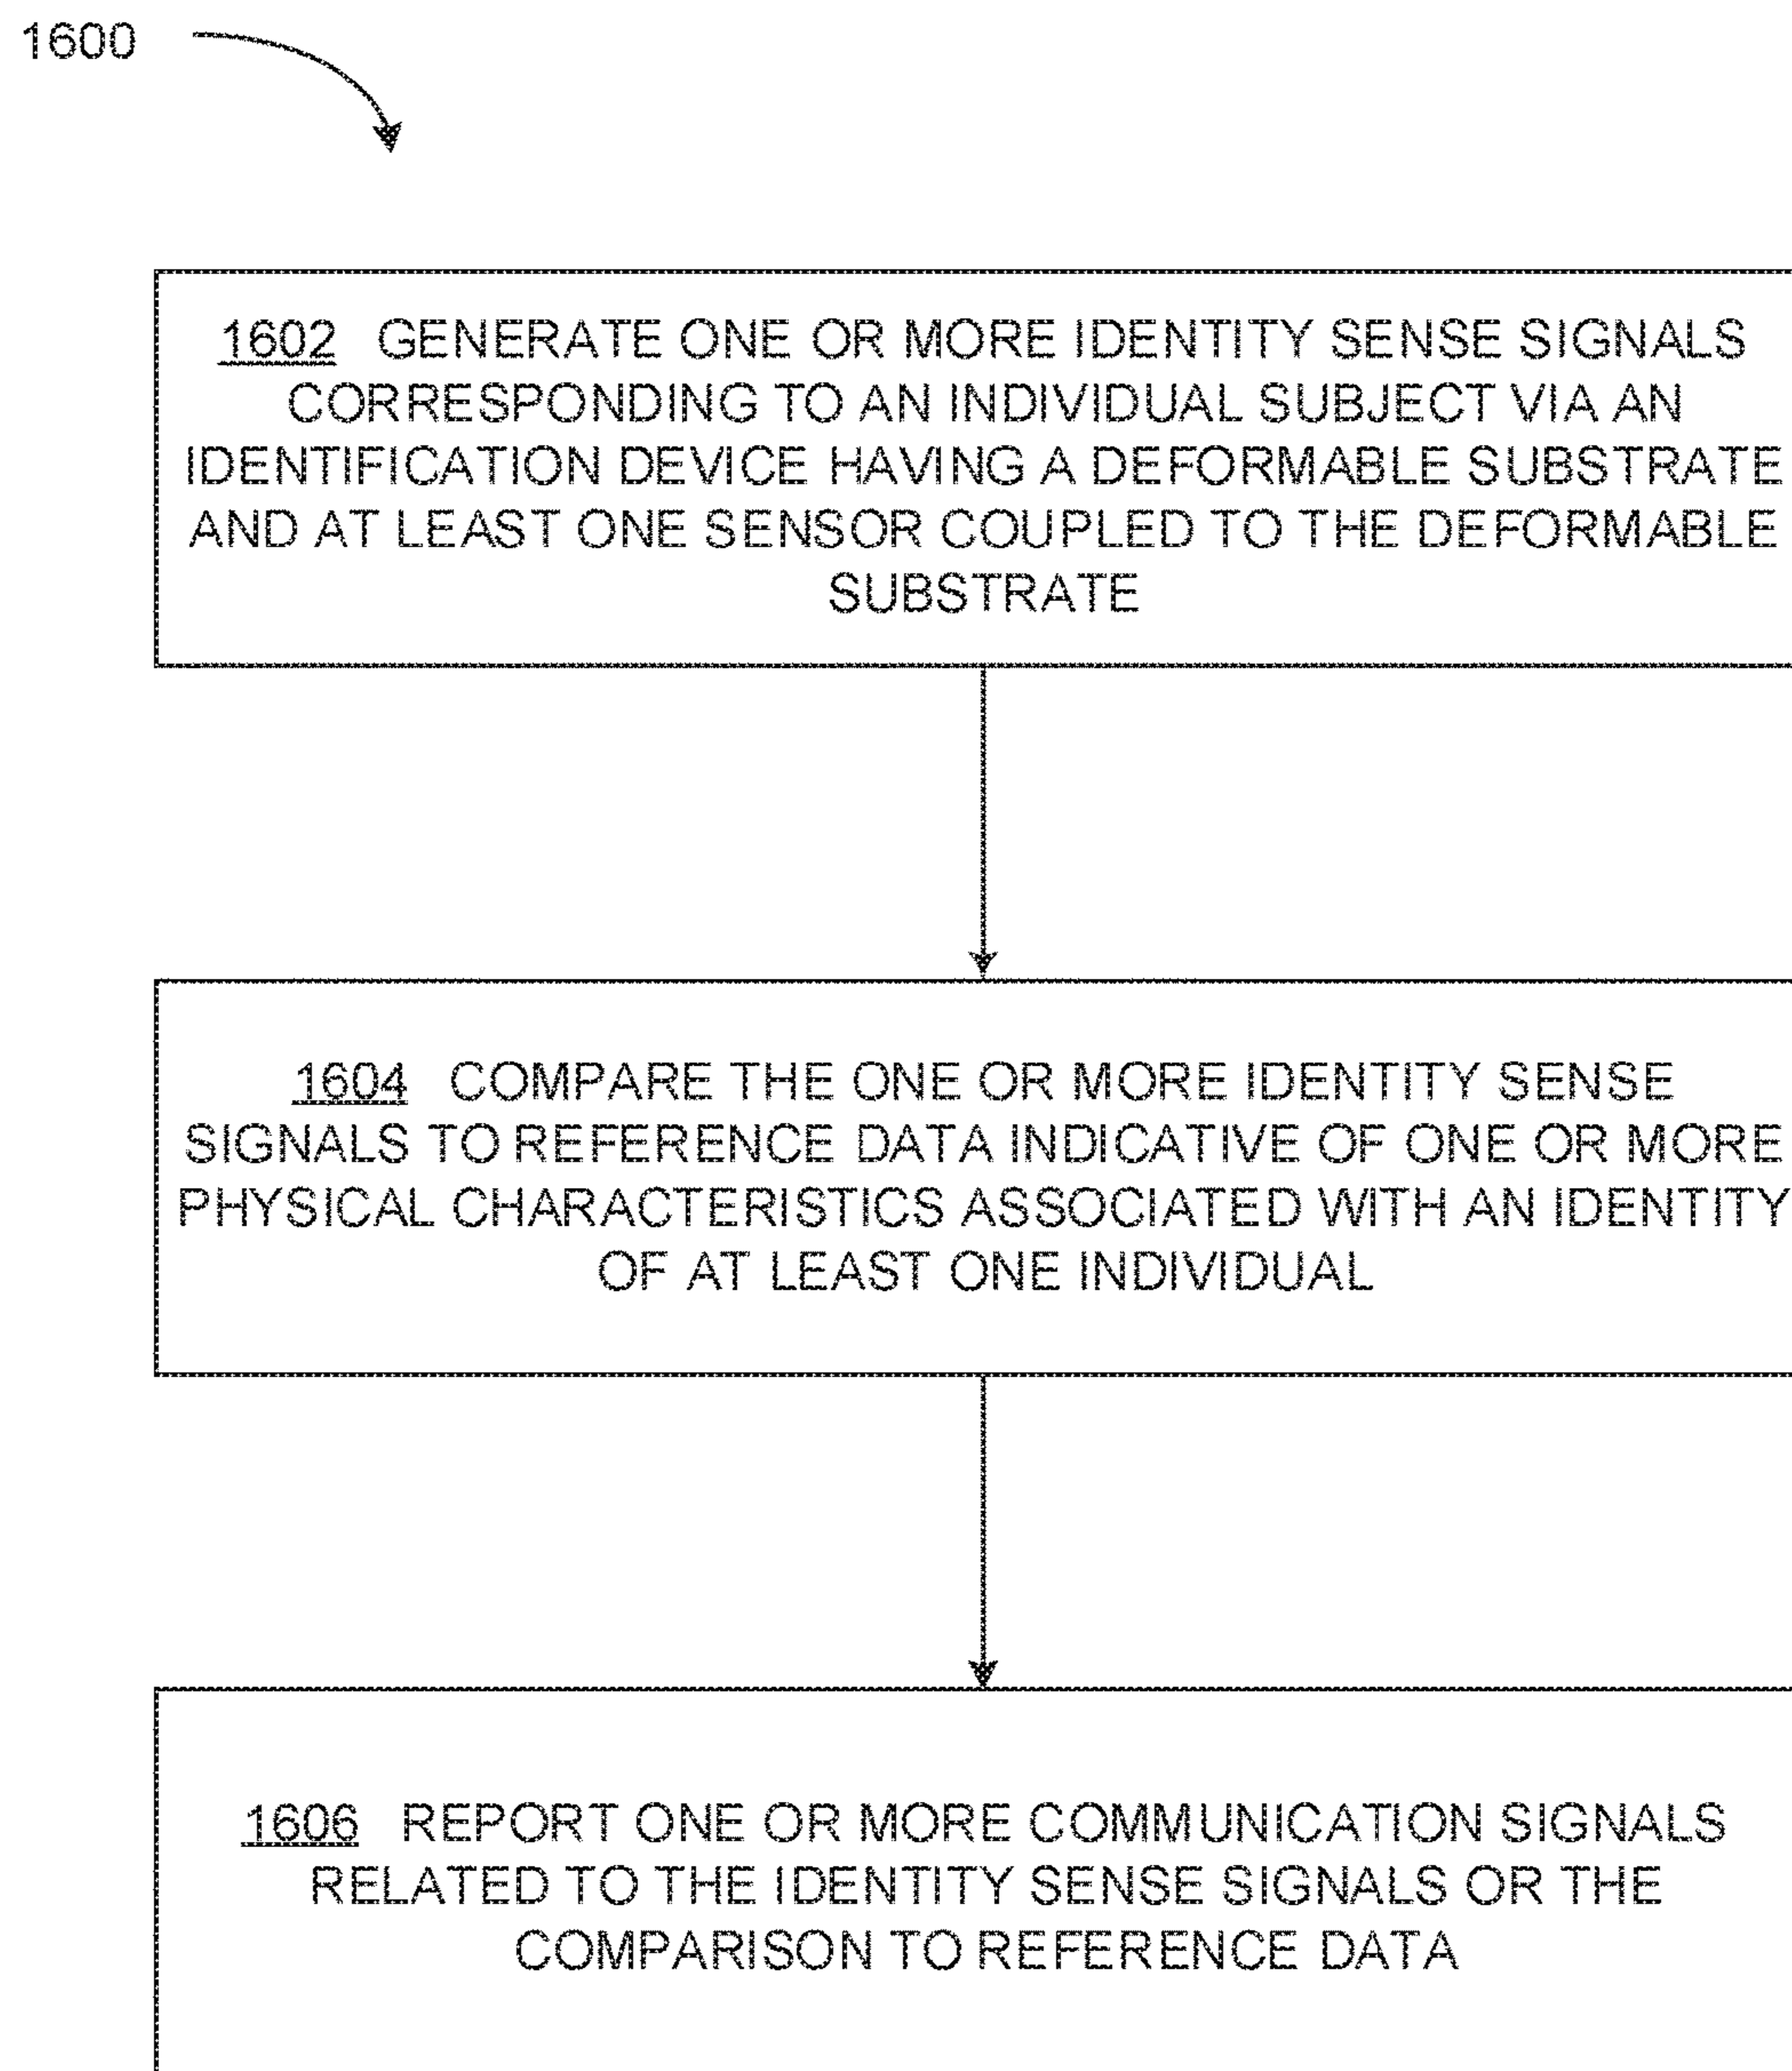 1600
1602 GENERATE ONE OR MORE IDENTITY SENSE SIGNALS
CORRESPONDING TO AN INDIVIDUAL SUBJECT VIA AN
IDENTIFICATION DEVICE HAVING A DEFORMABLE SUBSTRATE
AND AT LEAST ONE SENSOR COUPLED TO THE DEFORMABLE
SUBSTRATE
1604 COMPARE THE ONE OR MORE IDENTITY SENSE
SIGNALS TO REFERENCE DATA INDICATIVE OF ONE OR MORE
PHYSICAL CHARACTERISTICS ASSOCIATED WITH AN IDENTITY
OF AT LEAST ONE INDIVIDUAL
1606 REPORT ONE OR MORE COMMUNICATION SIGNALS
RELATED TO THE IDENTITY SENSE SIGNALS OR THE
COMPARISON TO REFERENCE DATA